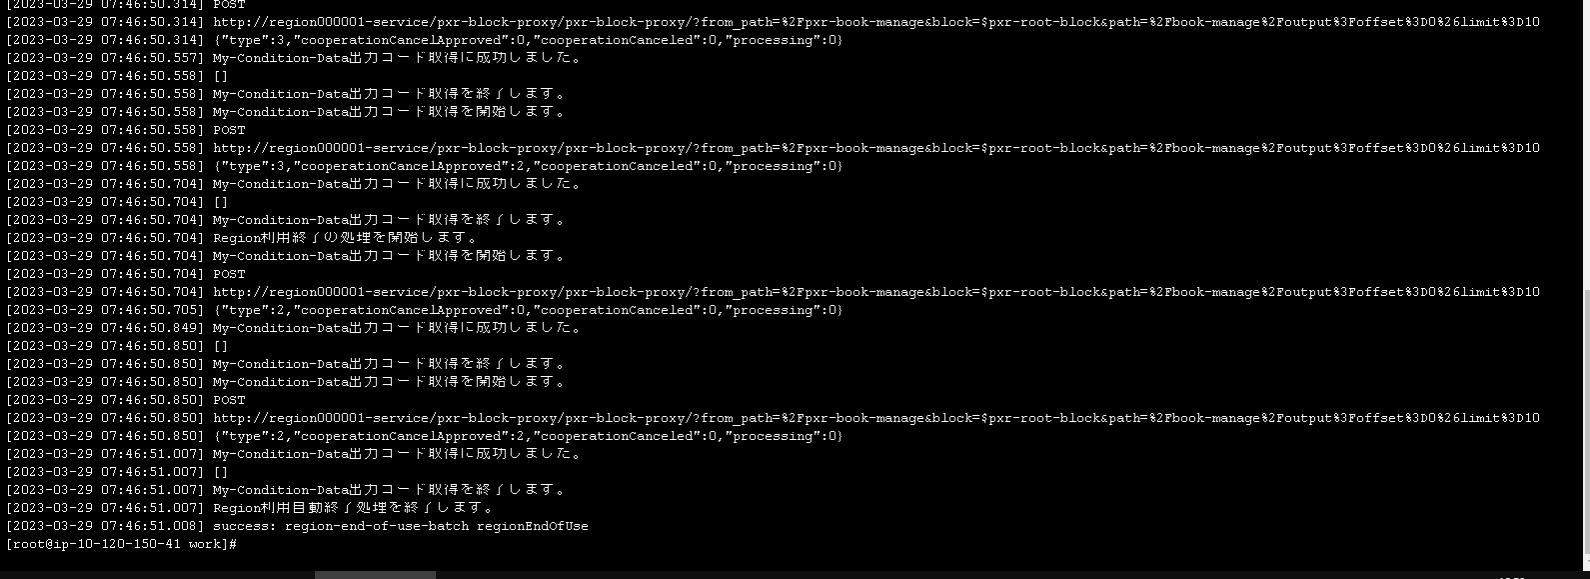 [2023-03-29 07:46:50.314] POST
[2023-03-29 07:46:50.314] http://region000001-service/pxr-block-proxy/pxr-block-proxy/?from_path=%2Fpxr-book-manage&block=$pxr-root-block&path=%2Fbook-manage%2Foutput%3Foffset%3D0%26limit%3D10
[2023-03-29 07:46:50.314] {"type":3,"cooperationCancelApproved":0,"cooperationCanceled":0,"processing":0}
[2023-03-29 07:46:50.557] My-Condition-Data出力コード取得に成功しました。
[2023-03-29 07:46:50.558] []
[2023-03-29 07:46:50.558] My-Condition-Data出力コード取得を終了します。
[2023-03-29 07:46:50.558] My-Condition-Data出力コード取得を開始します。
[2023-03-29 07:46:50.558] POST
[2023-03-29 07:46:50.558] http://region000001-service/pxr-block-proxy/pxr-block-proxy/?from_path=%2Fpxr-book-manage&block=$pxr-root-block&path=%2Fbook-manage%2Foutput%3Foffset%3D0%26limit%3D10
[2023-03-29 07:46:50.558] {"type":3,"cooperationCancelApproved":2,"cooperationCanceled":0,"processing":0}
[2023-03-29 07:46:50.704] My-Condition-Data出力コード取得に成功しました。
[2023-03-29 07:46:50.704] []
[2023-03-29 07:46:50.704] My-Condition-Data出力コード取得を終了します。
[2023-03-29 07:46:50.704] Region利用終了の処理を開始します。
[2023-03-29 07:46:50.704] My-Condition-Data出力コード取得を開始します。
[2023-03-29 07:46:50.704] POST
[2023-03-29 07:46:50.704] http://region000001-service/pxr-block-proxy/pxr-block-proxy/?from_path=%2Fpxr-book-manage&block=$pxr-root-block&path=%2Fbook-manage%2Foutput%3Foffset%3D0%26limit%3D10
[2023-03-29 07:46:50.705] {"type":2,"cooperationCancelApproved":0,"cooperationCanceled":0,"processing":0}
[2023-03-29 07:46:50.849] My-Condition-Data出力コード取得に成功しました。
[2023-03-29 07:46:50.850] []
[2023-03-29 07:46:50.850] My-Condition-Data出力コード取得を終了します。
[2023-03-29 07:46:50.850] My-Condition-Data出力コード取得を開始します。
[2023-03-29 07:46:50.850] POST
[2023-03-29 07:46:50.850] http://region000001-service/pxr-block-proxy/pxr-block-proxy/?from_path=%2Fpxr-book-manage&block=$pxr-root-block&path=%2Fbook-manage%2Foutput%3Foffset%3D0%26limit%3D10
[2023-03-29 07:46:50.850] {"type":2,"cooperationCancelApproved":2,"cooperationCanceled":0,"processing":0}
[2023-03-29 07:46:51.007] My-Condition-Data出力コード取得に成功しました。
[2023-03-29 07:46:51.007] []
[2023-03-29 07:46:51.007] My-Condition-Data出力コード取得を終了します。
[2023-03-29 07:46:51.007] Region利用自動終了処理を終了します。
[2023-03-29 07:46:51.008] success: region-end-of-use-batch regionEndOfUse
[root@ip-10-120-150-41 work]#